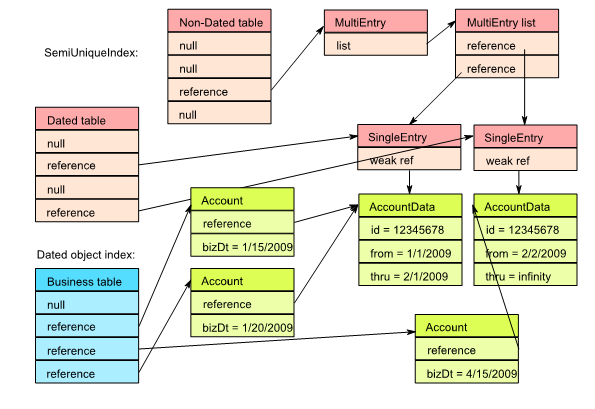 SemiUniqueIndex:
Non-Dated table
null
null
reference
null
MultiEntry
list
MultiEntry list
reference
reference
Dated table
null
reference
null
reference
SingleEntry
weak ref
SingleEntry
weak ref
Account
reference
bizDt = 1/15/2009
AccountData
id = 12345678
from = 1/1/2009
thru = 2/1/2009
AccountData
id = 12345678
from = 2/2/2009
thru = infinity
Dated object index:
Business table
null
reference
reference
reference
Account
reference
bizDt = 1/20/2009
Account
reference
bizDt = 4/15/2009